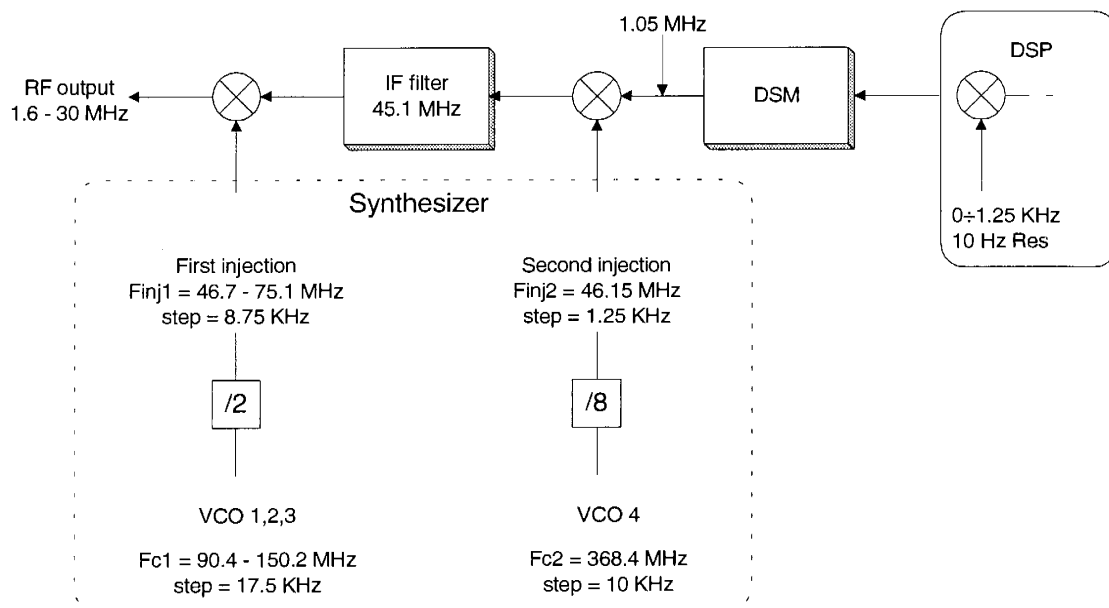 1.05 MHz
DSP
RF output
1.6 - 30 MHz
IF filter
45.1 MHz
DSM
0÷1.25 KHz
10 Hz Res
Synthesizer
First injection
Finj1 = 46.7 - 75.1 MHz
step = 8.75 KHz
Second injection
Finj2 = 46.15 MHz
step = 1.25 KHz
/2
/8
VCO 1,2,3
VCO 4
Fc1 = 90.4 - 150.2 MHz
step = 17.5 KHz
Fc2 = 368.4 MHz
step = 10 KHz